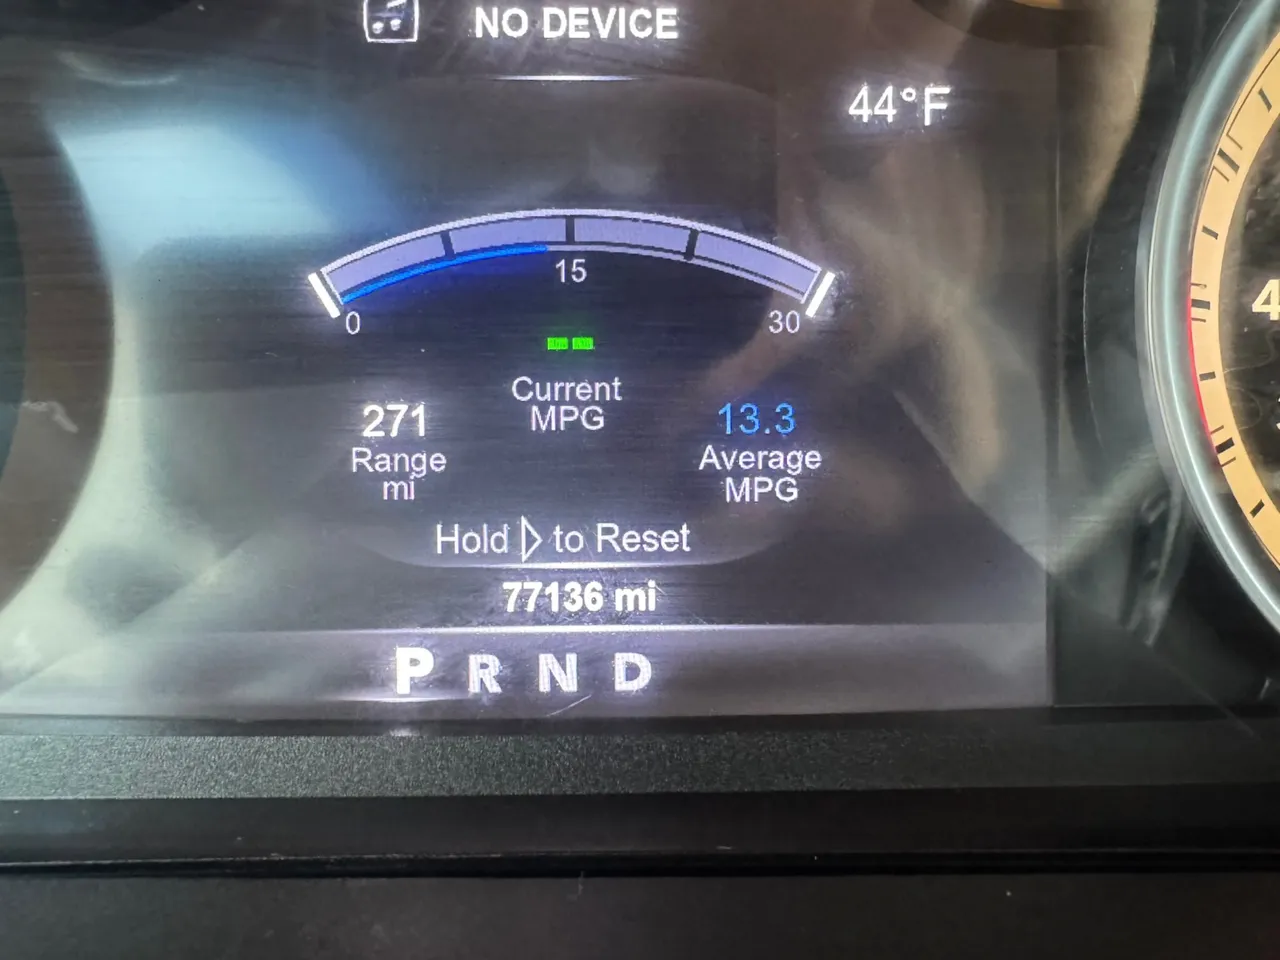 NO DEVICE
44°F
15
0
30
--
Current
MPG
271
Range
mi
13.3
Average
MPG
Hold ▷ to Reset
77136 mi
P R N D
4